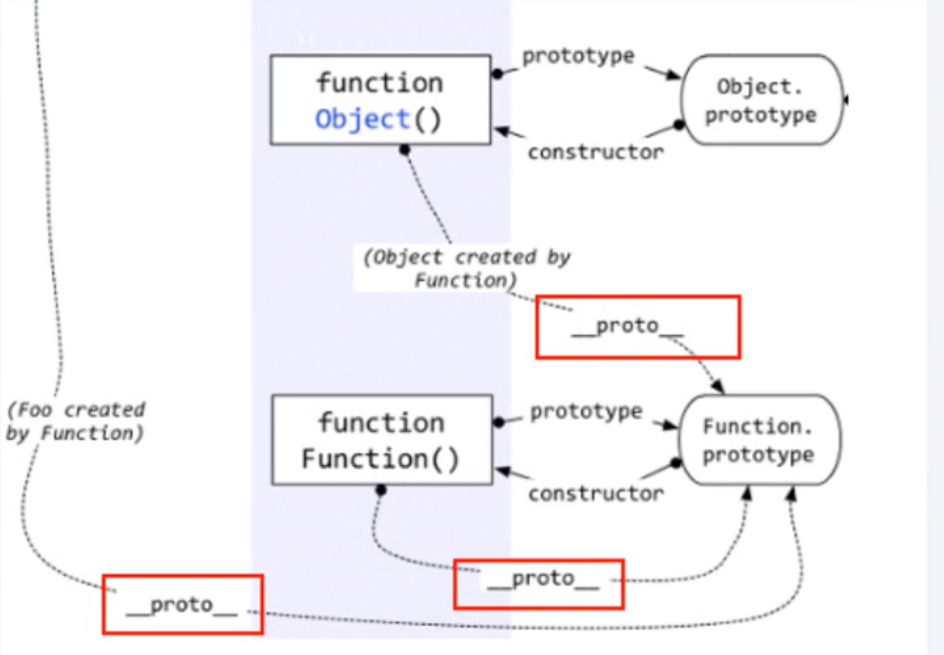 prototype
function
Object()
Object.
prototype
constructor
(Object created by
Function)
__proto__
(Foo created
by Function)
function
Function()
prototype
Function.
prototype
constructor
__proto__
__proto__